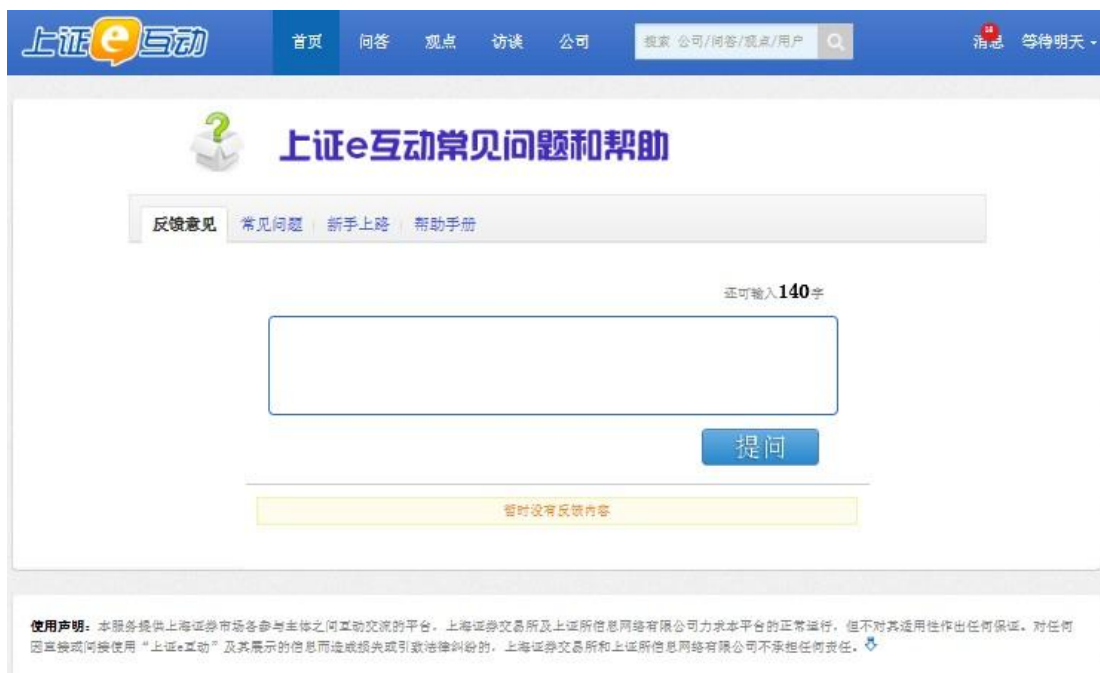 上证e互动
首页 问答 观点 访谈 公司 搜索 公司/问答/观点/用户 消息 等待明天
上证e互动常见问题和帮助
反馈意见 常见问题 新手上路 帮助手册
还可输入140字
提问
暂时没有反馈内容
使用声明：本服务提供上海证券市场各参与主体之间互动交流的平台。上海证券交易所及上证所信息网络有限公司力求本平台的正常运行，但不对其适用性作出任何保证。对任何
因直接或间接使用“上证e互动”及其展示的信息而造成损失或引致法律纠纷的，上海证券交易所和上证所信息网络有限公司不承担任何责任。